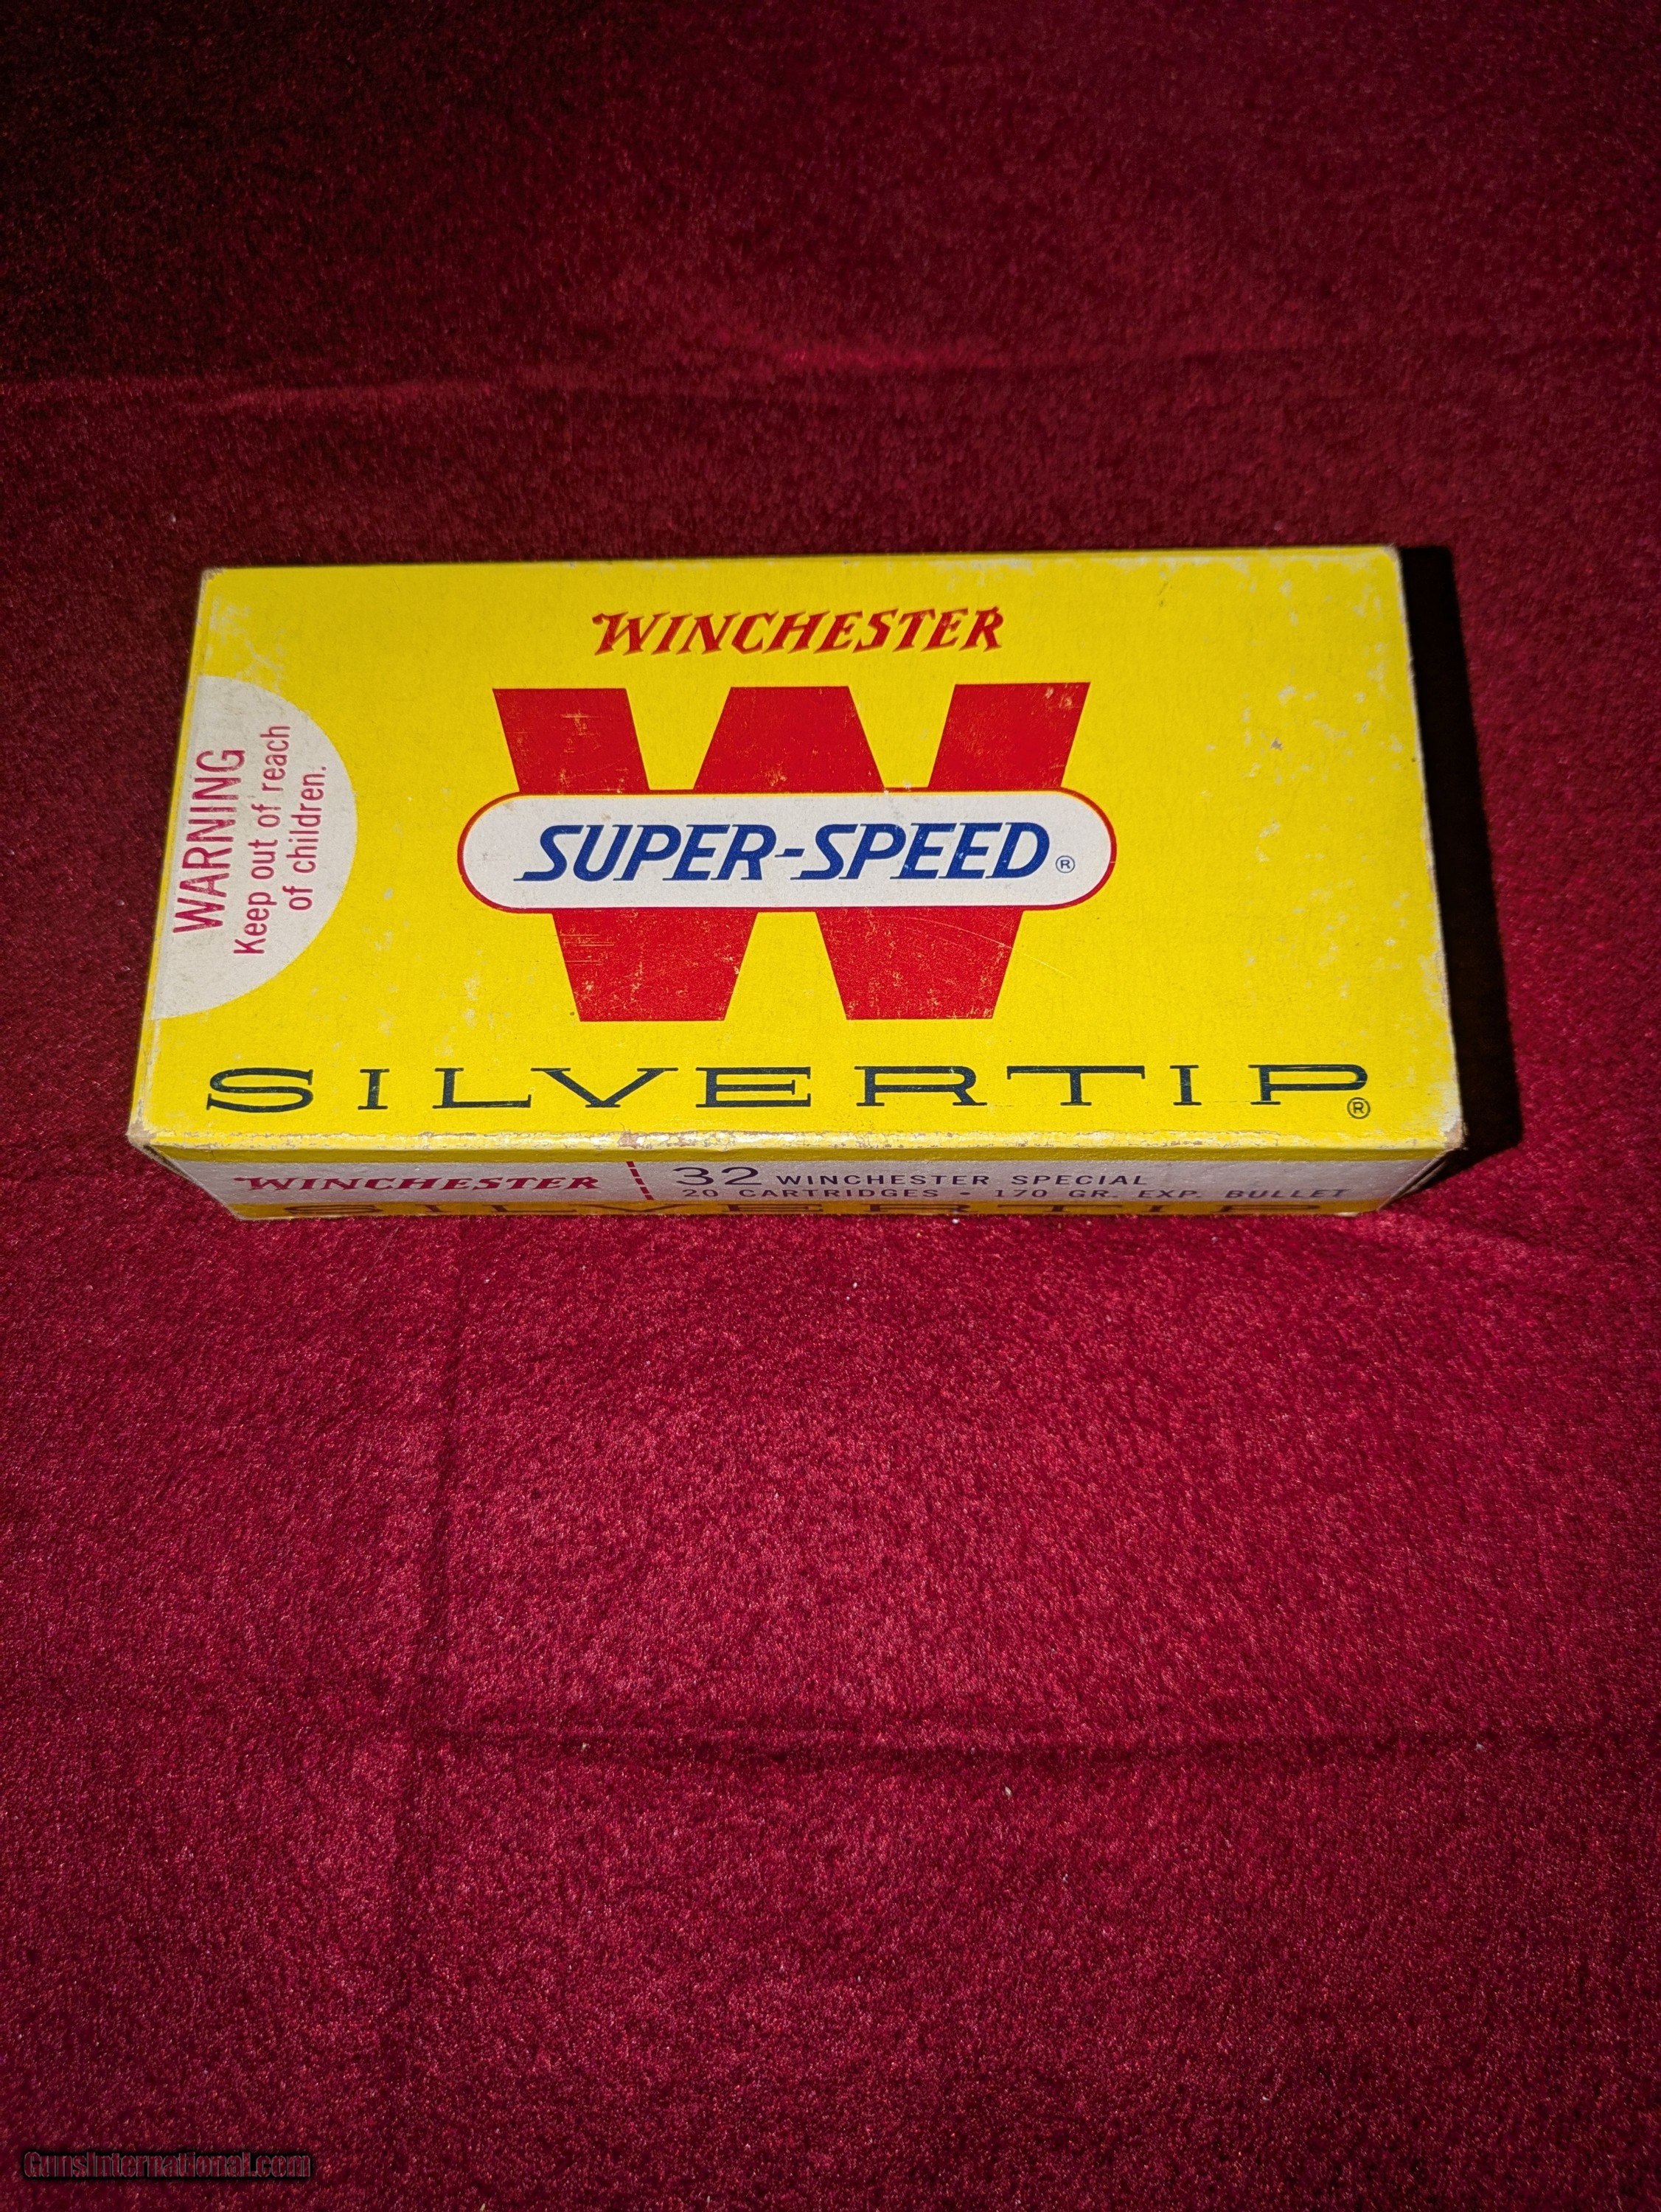 WINCHESTER
SUPER-SPEED®
SILVERTIP®
WARNING
Keep out of reach
of children.
WINCHESTER
32 WINCHESTER SPECIAL
20 CARTRIDGES • 170 GR. EXP. BULLET
SILVERTIP
GunsInternational.com